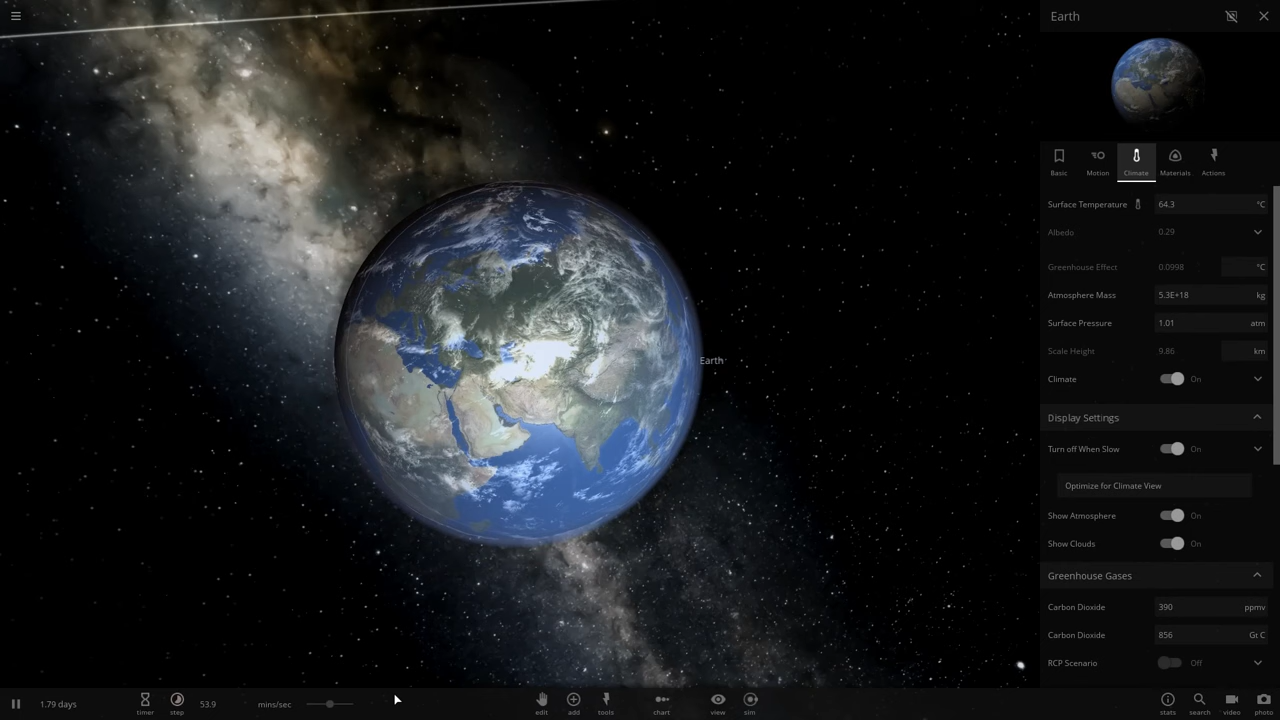 Earth
Basic
Motion
Climate
Materials
Actions
Surface Temperature 64.3 °C
Albedo 0.29
Greenhouse Effect 0.0998 °C
Atmosphere Mass 5.3E+18 kg
Surface Pressure 1.01 atm
Scale Height 9.86 km
Climate On
Display Settings
Turn off When Slow On
Optimize for Climate View
Show Atmosphere On
Show Clouds On
Greenhouse Gases
Carbon Dioxide 390 ppmv
Carbon Dioxide 856 Gt C
RCP Scenario Off
Earth
1.79 days
timer
step
53.9 mins/sec
edit
add
tools
chart
view
sim
stats
search
video
photo